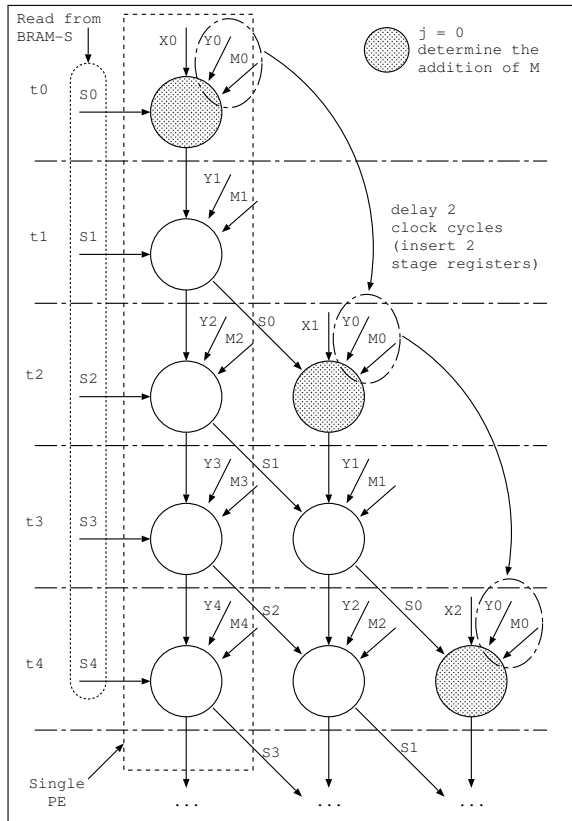 Read from
BRAM-S
X0
Y0
M0
j = 0
determine the
addition of M
t0
S0
Y1
M1
delay 2
clock cycles
(insert 2
stage registers)
t1
S1
Y2
M2
S0
X1
Y0
M0
t2
S2
Y3
M3
S1
Y1
M1
t3
S3
Y4
M4
S2
Y2
M2
S0
X2
Y0
M0
t4
S4
S3
S1
Single
PE
...
...
...